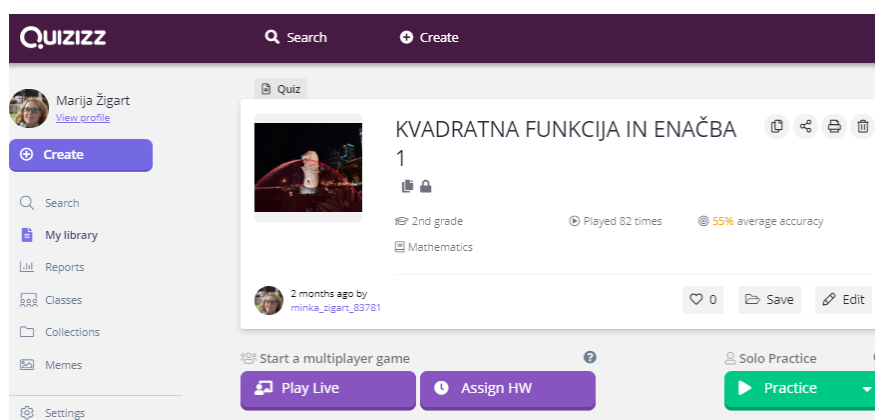 QUIZIZZ
Search
Create
Marija Žigart
View profile
Create
Search
My library
Reports
Classes
Collections
Memes
Settings
Quiz
KVADRATNA FUNKCIJA IN ENAČBA
1
2nd grade
Played 82 times
55% average accuracy
Mathematics
2 months ago by
minka_zigart_83781
0
Save
Edit
Start a multiplayer game
?
Play Live
Assign HW
Solo Practice
Practice